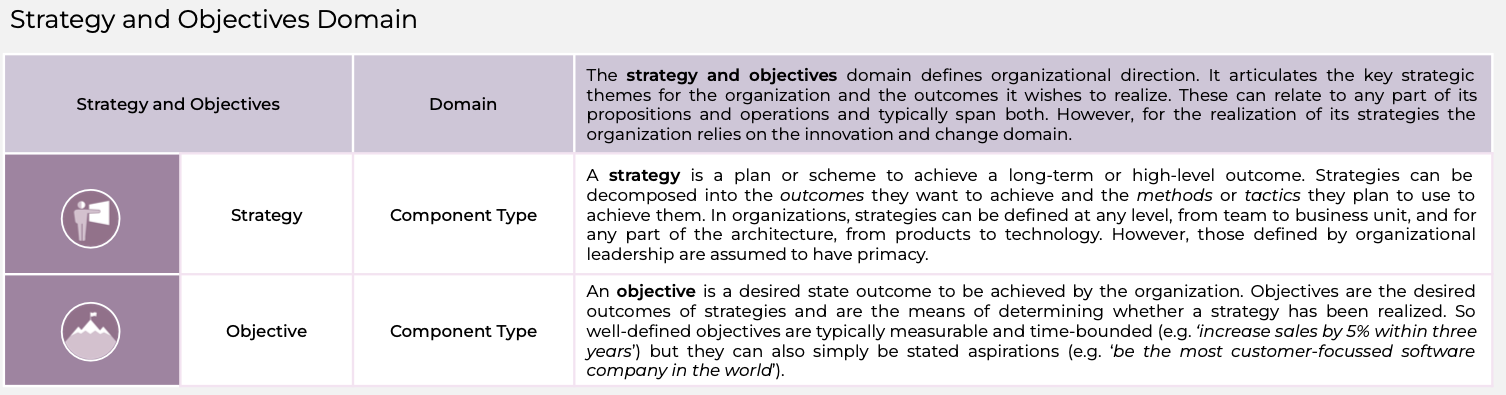 Strategy and Objectives Domain
Strategy and Objectives
Domain
The strategy and objectives domain defines organizational direction. It articulates the key strategic
themes for the organization and the outcomes it wishes to realize. These can relate to any part of its
propositions and operations and typically span both. However, for the realization of its strategies the
organization relies on the innovation and change domain.
Strategy
Component Type
A strategy is a plan or scheme to achieve a long-term or high-level outcome. Strategies can be
decomposed into the outcomes they want to achieve and the methods or tactics they plan to use to
achieve them. In organizations, strategies can be defined at any level, from team to business unit, and for
any part of the architecture, from products to technology. However, those defined by organizational
leadership are assumed to have primacy.
Objective
Component Type
An objective is a desired state outcome to be achieved by the organization. Objectives are the desired
outcomes of strategies and are the means of determining whether a strategy has been realized. So
well-defined objectives are typically measurable and time-bounded (e.g. ‘increase sales by 5% within three
years’) but they can also simply be stated aspirations (e.g. ‘be the most customer-focussed software
company in the world’).